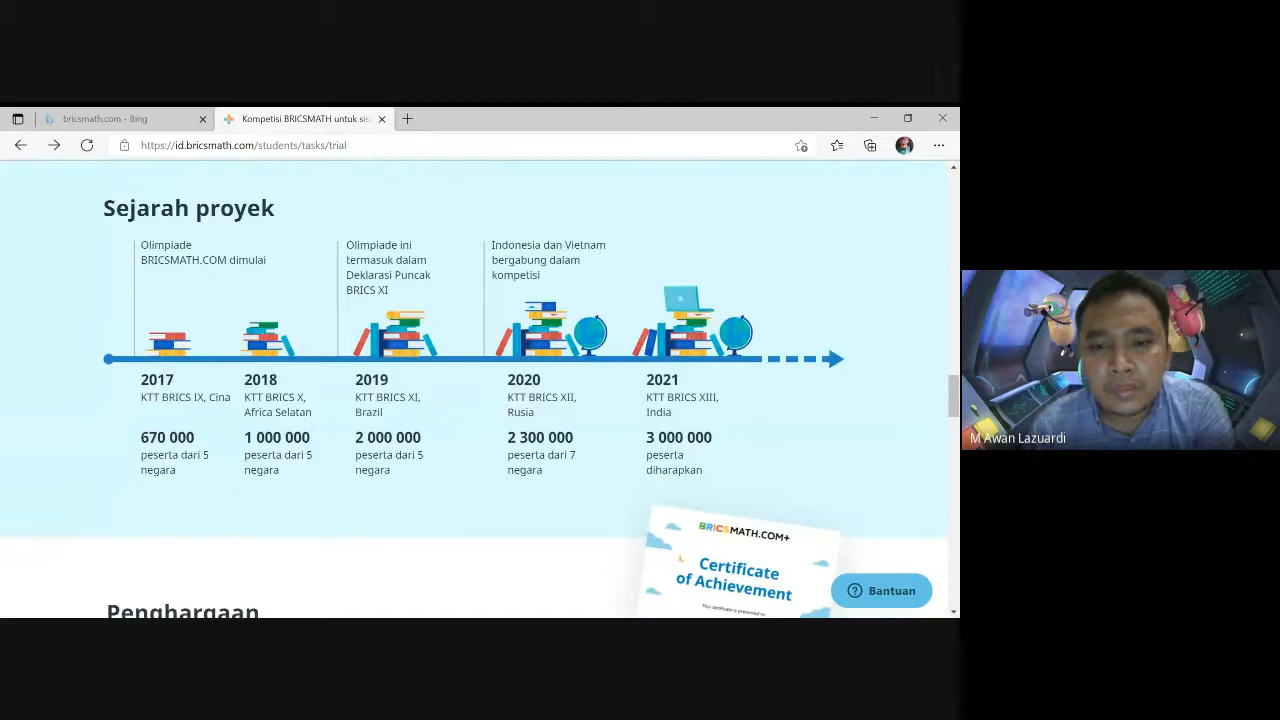 bricsmath.com - Bing
Kompetisi BRICSMATH untuk sis
https://id.bricsmath.com/students/tasks/trial
Sejarah proyek
Olimpiade
BRICSMATH.COM dimulai
Olimpiade ini
termasuk dalam
Deklarasi Puncak
BRICS XI
Indonesia dan Vietnam
bergabung dalam
kompetisi
2017
KTT BRICS IX, Cina
670 000
peserta dari 5
negara
2018
KTT BRICS X,
Africa Selatan
1 000 000
peserta dari 5
negara
2019
KTT BRICS XI,
Brazil
2 000 000
peserta dari 5
negara
2020
KTT BRICS XII,
Rusia
2 300 000
peserta dari 7
negara
2021
KTT BRICS XIII,
India
3 000 000
peserta
diharapkan
BRICSMATH.COM+
Certificate
of Achievement
This certificate is presented to
Bantuan
Penghargaan
M Awan Lazuardi